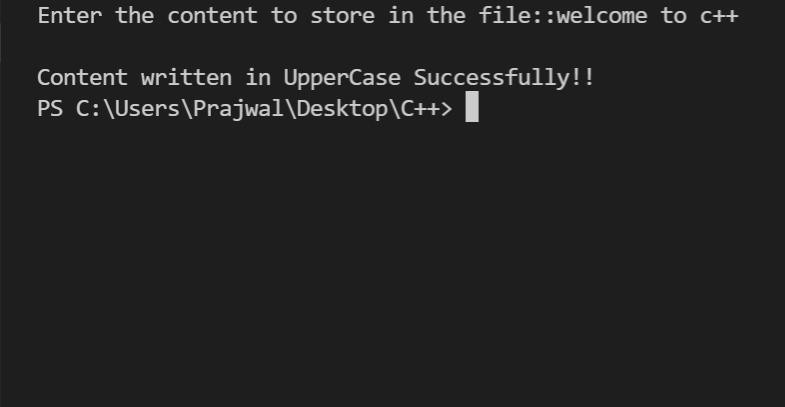 Enter the content to store in the file::welcome to c++
Content written in UpperCase Successfully!!
PS C:\Users\Prajwal\Desktop\C++>